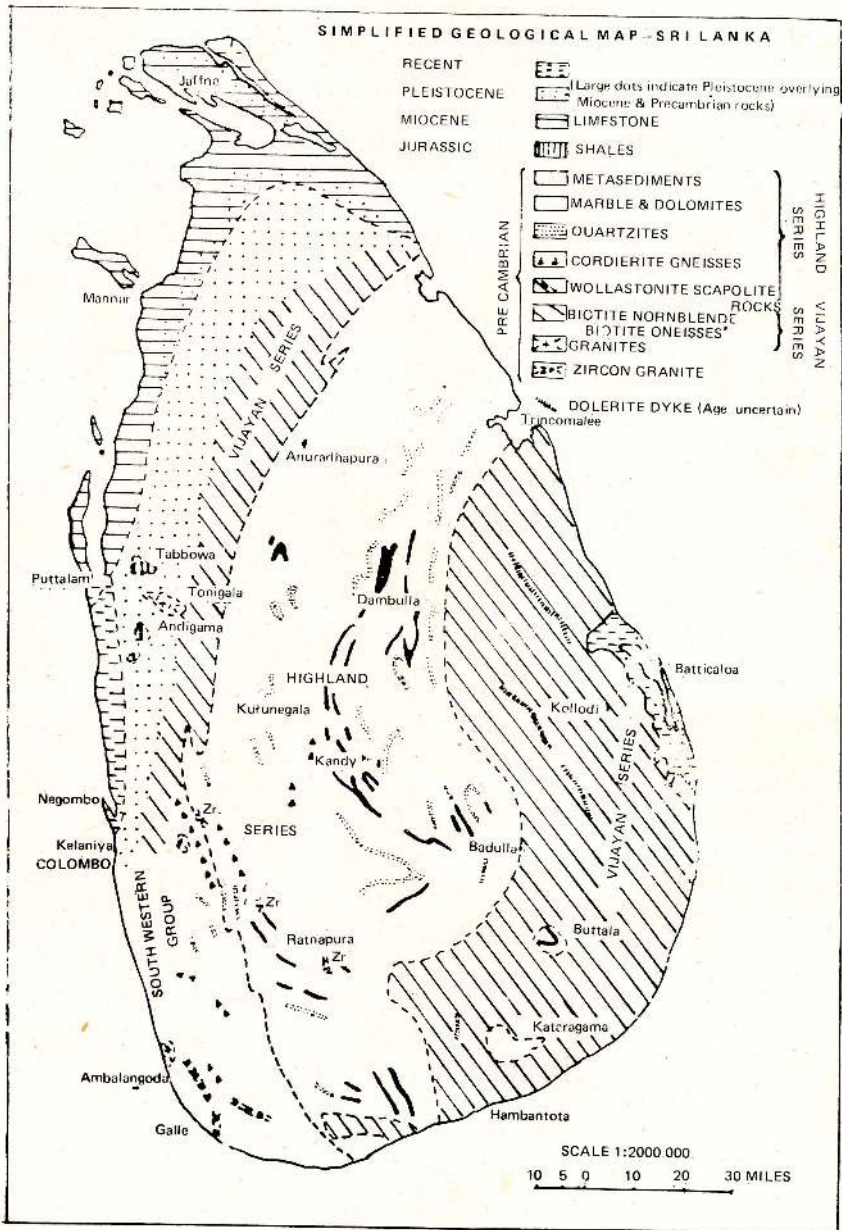 SIMPLIFIED GEOLOGICAL MAP - SRI LANKA
RECENT
PLEISTOCENE (Large dots indicate Pleistocene overlying
Miocene & Precambrian rocks)
MIOCENE LIMESTONE
JURASSIC SHALES
PRE CAMBRIAN
METASEDIMENTS
MARBLE & DOLOMITES
QUARTZITES
CORDIERITE GNEISSES
WOLLASTONITE SCAPOLITE
ROCKS
BIOTITE NORNBLENDE
BIOTITE ONEISSES"
GRANITES
ZIRCON GRANITE
HIGHLAND SERIES
VIJAYAN SERIES
DOLERITE DYKE (Age uncertain)
Jaffna
Mannar
VIJAYAN SERIES
Trincomalee
Anuradhapura
Tabbowa
Puttalam
Tonigala
Andigama
Dambulla
HIGHLAND
Batticaloa
Kurunegala
Kollodi
Kandy
VIJAYAN SERIES
Negombo
Zr.
SERIES
Badulla
Kelaniya
COLOMBO
SOUTH WESTERN
GROUP
Zr
Buttala
Ratnapura
Zr
Kataragama
Ambalangoda
Galle
Hambantota
SCALE 1:2000 000
10 5 0 10 20 30 MILES